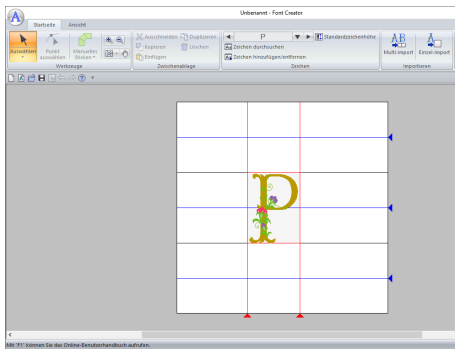 Unbenannt - Font Creator
Startseite Ansicht
Auswählen
Punkt auswählen
Manuelles Sticken
Werkzeuge
Ausschneiden Duplizieren
Kopieren Löschen
Einfügen
Zwischenablage
P Standardzeichenhöhe
Zeichen durchsuchen
Zeichen hinzufügen/entfernen
Zeichen
Multi-Import Einzel-Import
Importieren
P
Mit "F1" können Sie das Online-Benutzerhandbuch aufrufen.